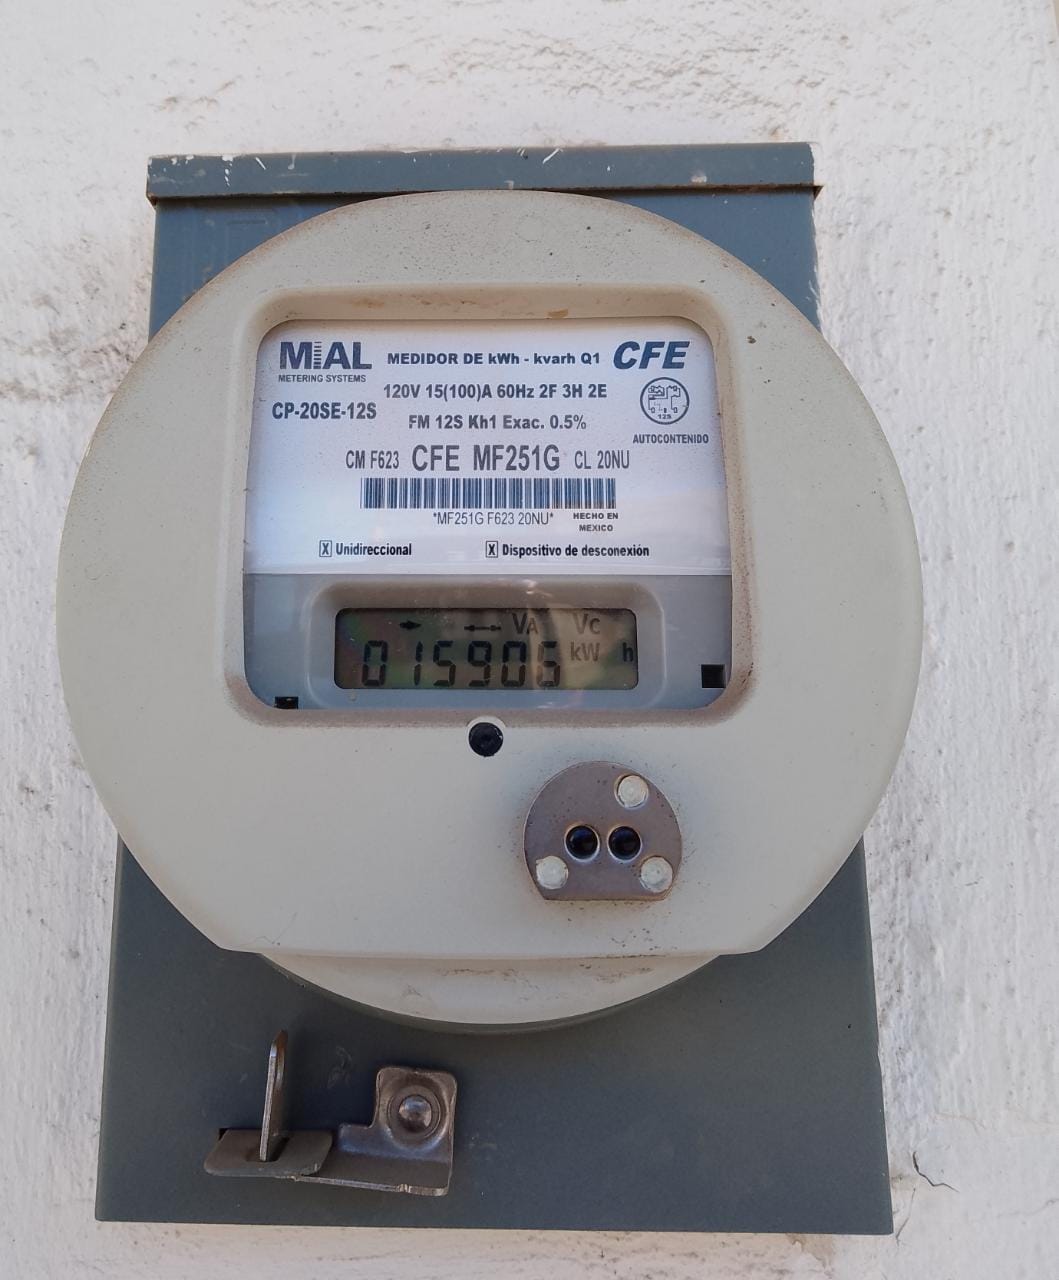 MIAL
METERING SYSTEMS
MEDIDOR DE kWh - kvarh Q1
CFE
120V 15(100)A 60Hz 2F 3H 2E
CP-20SE-12S
FM 12S Kh1 Exac. 0.5%
12S
AUTOCONTENIDO
CM F623 CFE MF251G CL 20NU
*MF251G F623 20NU*
HECHO EN
MEXICO
X Unidireccional
X Dispositivo de desconexión
VA VC
015906 kW h